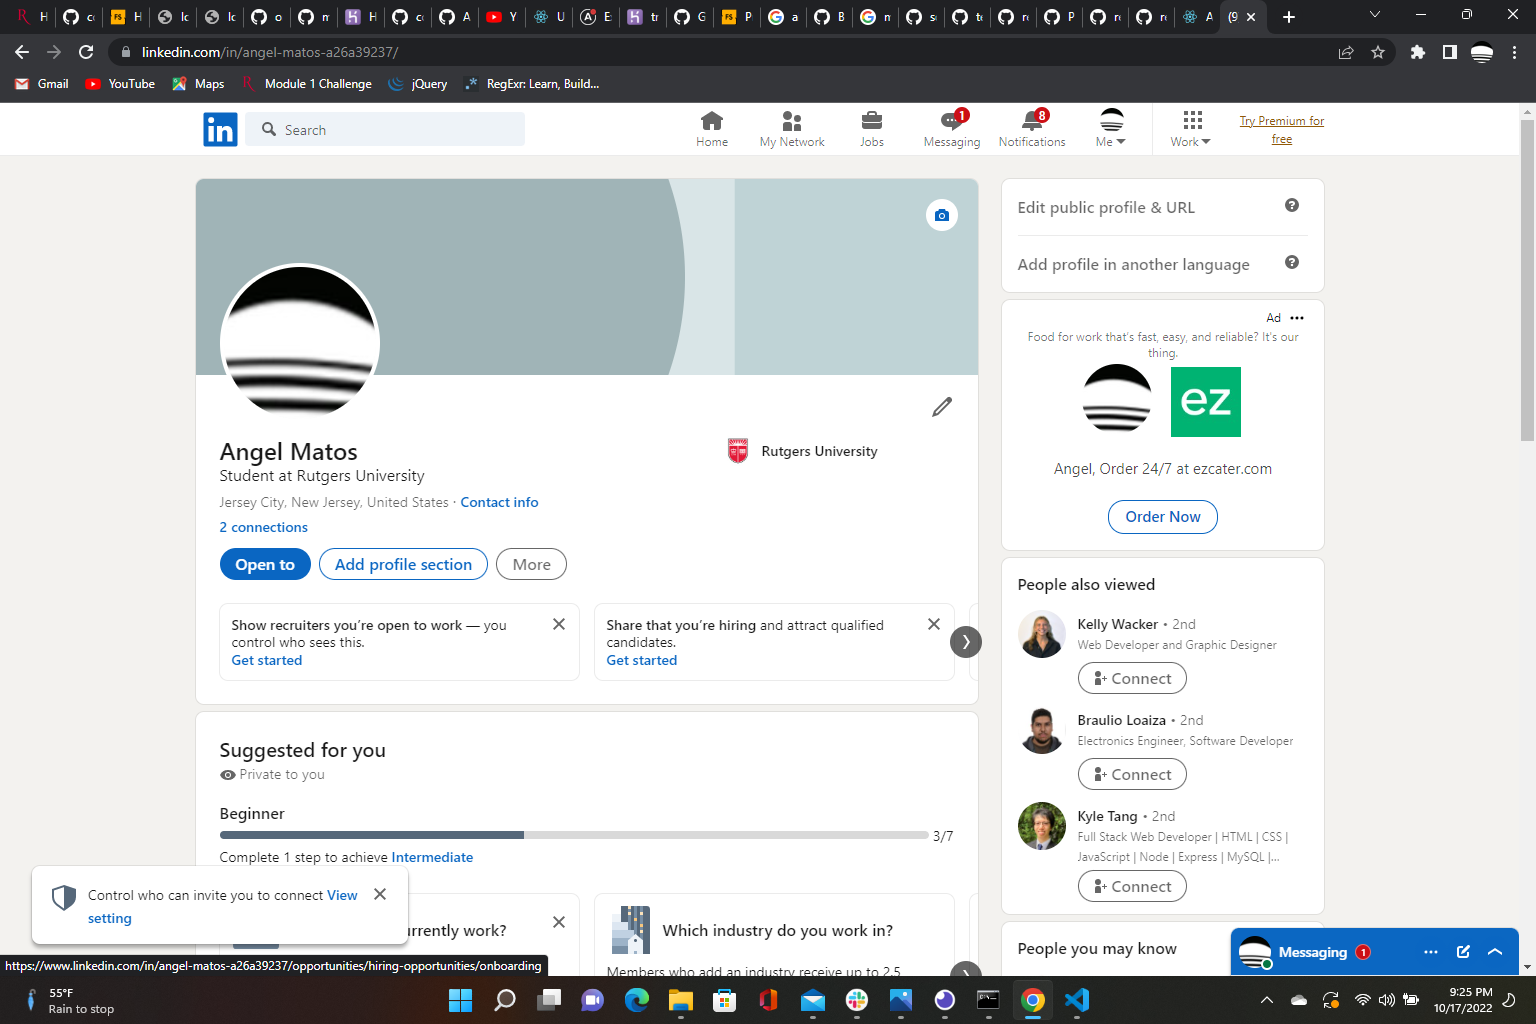 H
co
H
Ic
Ic
o
m
H
co
A
Y
U
E
tr
G
P
a
B
m
se
te
re
P
re
re
A
(9
linkedin.com/in/angel-matos-a26a39237/
Gmail
YouTube
Maps
Module 1 Challenge
jQuery
RegExr: Learn, Build...
in
Search
Home
My Network
1
Messaging
Jobs
8
Notifications
Me
Work
Try Premium for
free
Angel Matos
Student at Rutgers University
Jersey City, New Jersey, United States · Contact info
2 connections
Rutgers University
Open to
Add profile section
More
Show recruiters you're open to work — you
control who sees this.
Get started
Share that you're hiring and attract qualified
candidates.
Get started
Suggested for you
Private to you
Beginner
3/7
Complete 1 step to achieve Intermediate
Control who can invite you to connect View
setting
rrently work?
Which industry do you work in?
Members who add an industry receive up to 2.5
https://www.linkedin.com/in/angel-matos-a26a39237/opportunities/hiring-opportunities/onboarding
Edit public profile & URL
Add profile in another language
Ad
Food for work that's fast, easy, and reliable? It's our
thing.
ez
Angel, Order 24/7 at ezcater.com
Order Now
People also viewed
Kelly Wacker • 2nd
Web Developer and Graphic Designer
Connect
Braulio Loaiza • 2nd
Electronics Engineer, Software Developer
Connect
Kyle Tang • 2nd
Full Stack Web Developer | HTML | CSS |
JavaScript | Node | Express | MySQL |...
Connect
People you may know
Messaging 1
55°F
Rain to stop
9:25 PM
10/17/2022